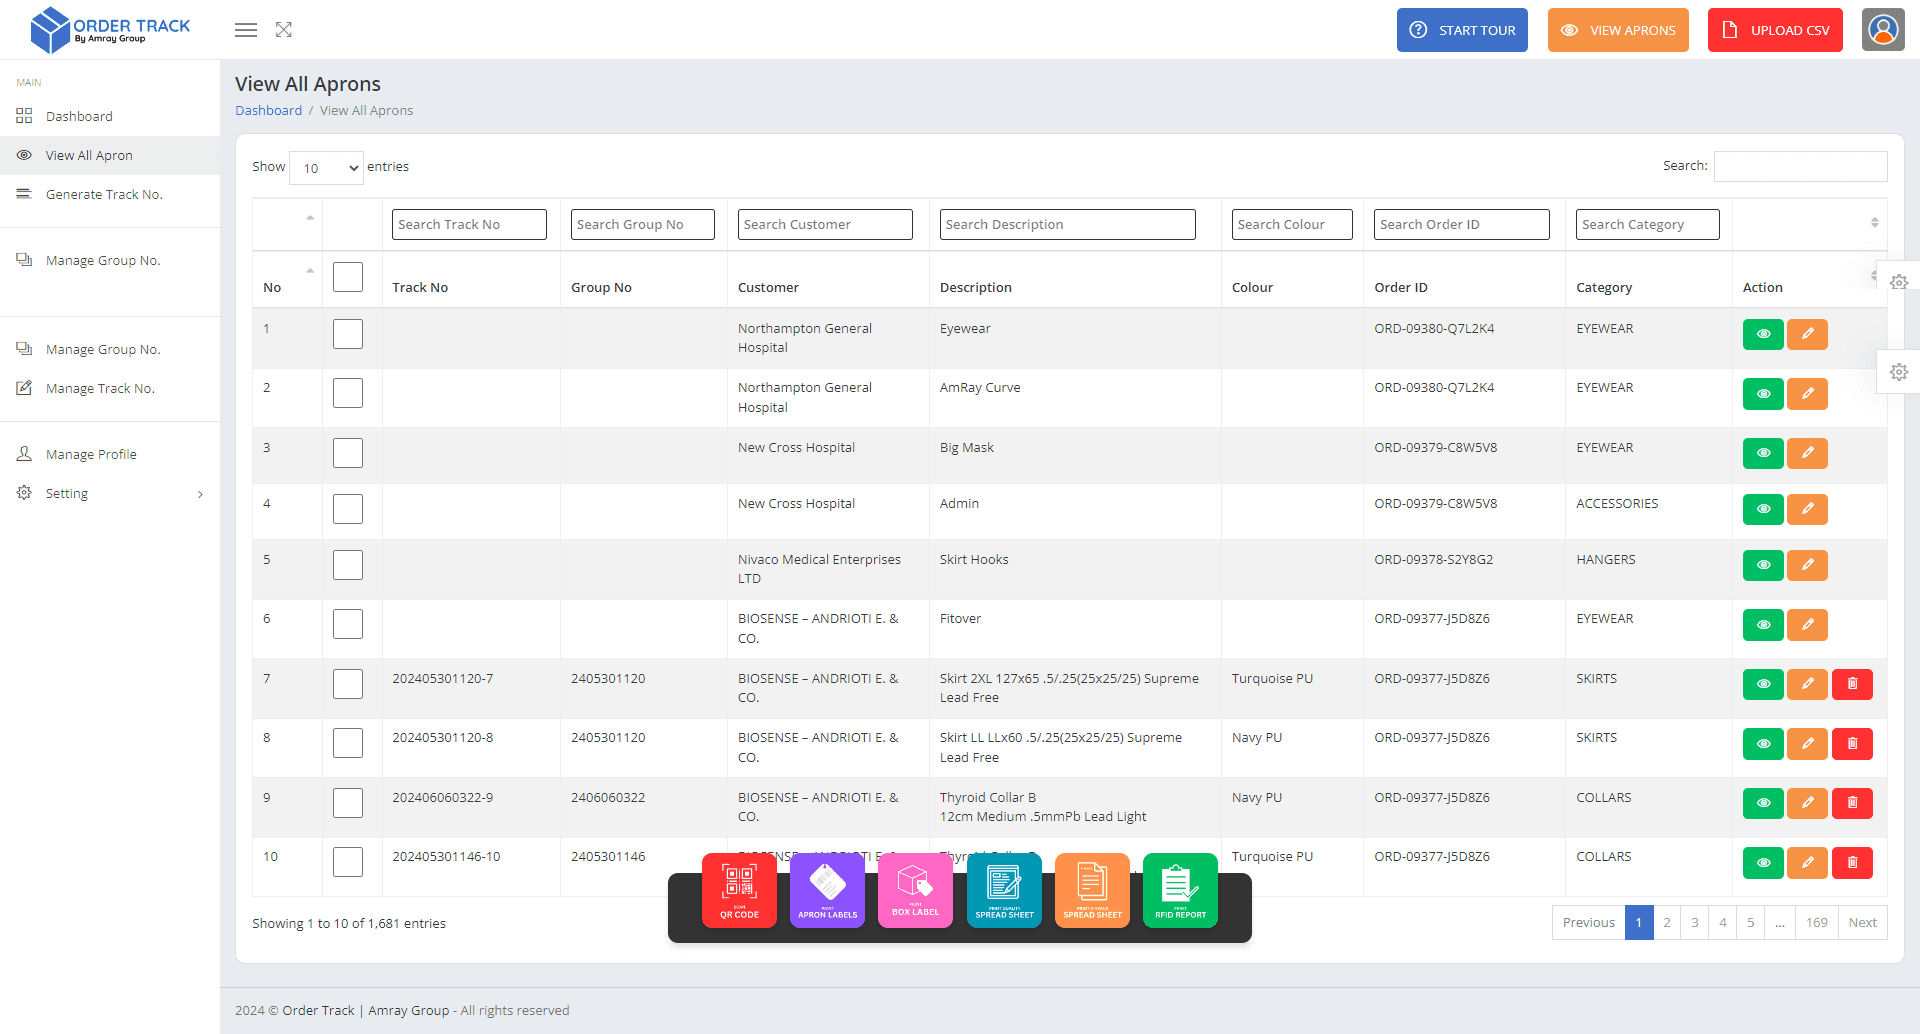 ORDER TRACK
By Amray Group
START TOUR
VIEW APRONS
UPLOAD CSV
MAIN
Dashboard
View All Apron
Generate Track No.
Manage Group No.
Manage Group No.
Manage Track No.
Manage Profile
Setting
View All Aprons
Dashboard / View All Aprons
Show 10 entries
Search:
Search Track No Search Group No Search Customer Search Description Search Colour Search Order ID Search Category
No Track No Group No Customer Description Colour Order ID Category Action
1 Northampton General Hospital Eyewear ORD-09380-Q7L2K4 EYEWEAR
2 Northampton General Hospital AmRay Curve ORD-09380-Q7L2K4 EYEWEAR
3 New Cross Hospital Big Mask ORD-09379-C8W5V8 EYEWEAR
4 New Cross Hospital Admin ORD-09379-C8W5V8 ACCESSORIES
5 Nivaco Medical Enterprises LTD Skirt Hooks ORD-09378-S2Y8G2 HANGERS
6 BIOSENSE – ANDRIOTI E. & CO. Fitover ORD-09377-J5D8Z6 EYEWEAR
7 202405301120-7 2405301120 BIOSENSE – ANDRIOTI E. & CO. Skirt 2XL 127x65 .5/.25(25x25/25) Supreme Lead Free Turquoise PU ORD-09377-J5D8Z6 SKIRTS
8 202405301120-8 2405301120 BIOSENSE – ANDRIOTI E. & CO. Skirt LL LLx60 .5/.25(25x25/25) Supreme Lead Free Navy PU ORD-09377-J5D8Z6 SKIRTS
9 202406060322-9 2406060322 BIOSENSE – ANDRIOTI E. & CO. Thyroid Collar B 12cm Medium .5mmPb Lead Light Navy PU ORD-09377-J5D8Z6 COLLARS
10 202405301146-10 2405301146 Turquoise PU ORD-09377-J5D8Z6 COLLARS
SCAN QR CODE
PRINT APRON LABELS
PRINT BOX LABEL
PRINT QUALITY SPREAD SHEET
SPREAD SHEET
PRINT RFID REPORT
Showing 1 to 10 of 1,681 entries
Previous 1 2 3 4 5 ... 169 Next
2024 © Order Track | Amray Group - All rights reserved